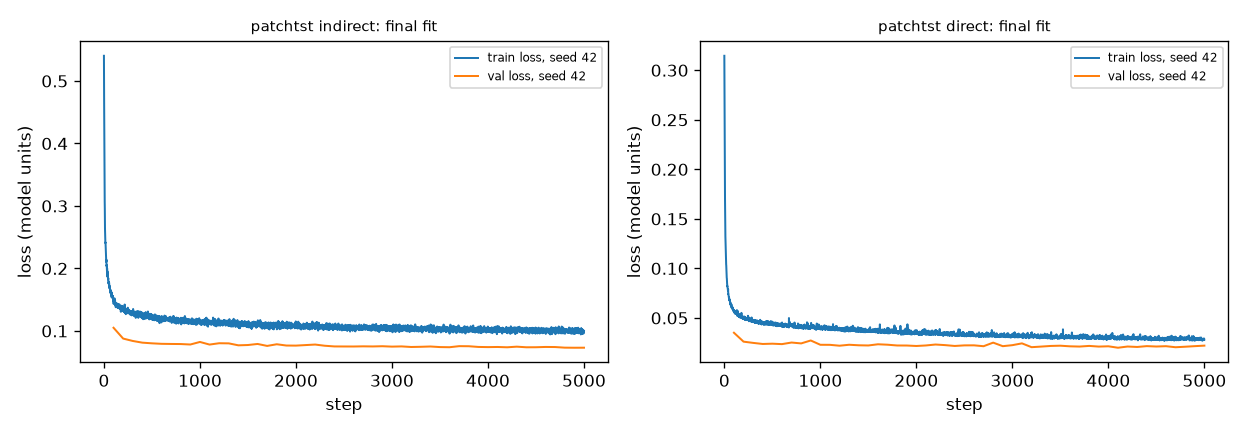 patchtst indirect: final fit
train loss, seed 42
val loss, seed 42
loss (model units)
0.5
0.4
0.3
0.2
0.1
0
1000
2000
3000
4000
5000
step
patchtst direct: final fit
train loss, seed 42
val loss, seed 42
loss (model units)
0.30
0.25
0.20
0.15
0.10
0.05
0
1000
2000
3000
4000
5000
step